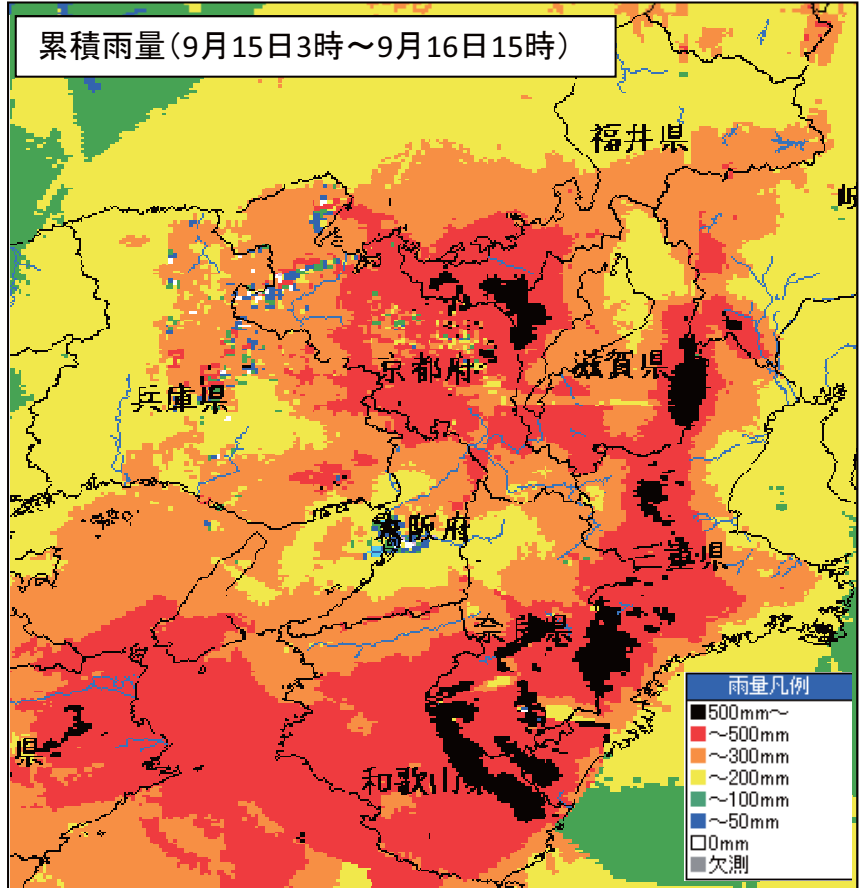 累積雨量(9月15日3時~9月16日15時)
福井県
岐
京都府
滋賀県
兵庫県
大阪府
三重県
奈良県
県
和歌山県
雨量凡例
500mm~
~500mm
~300mm
~200mm
~100mm
~50mm
0mm
欠測